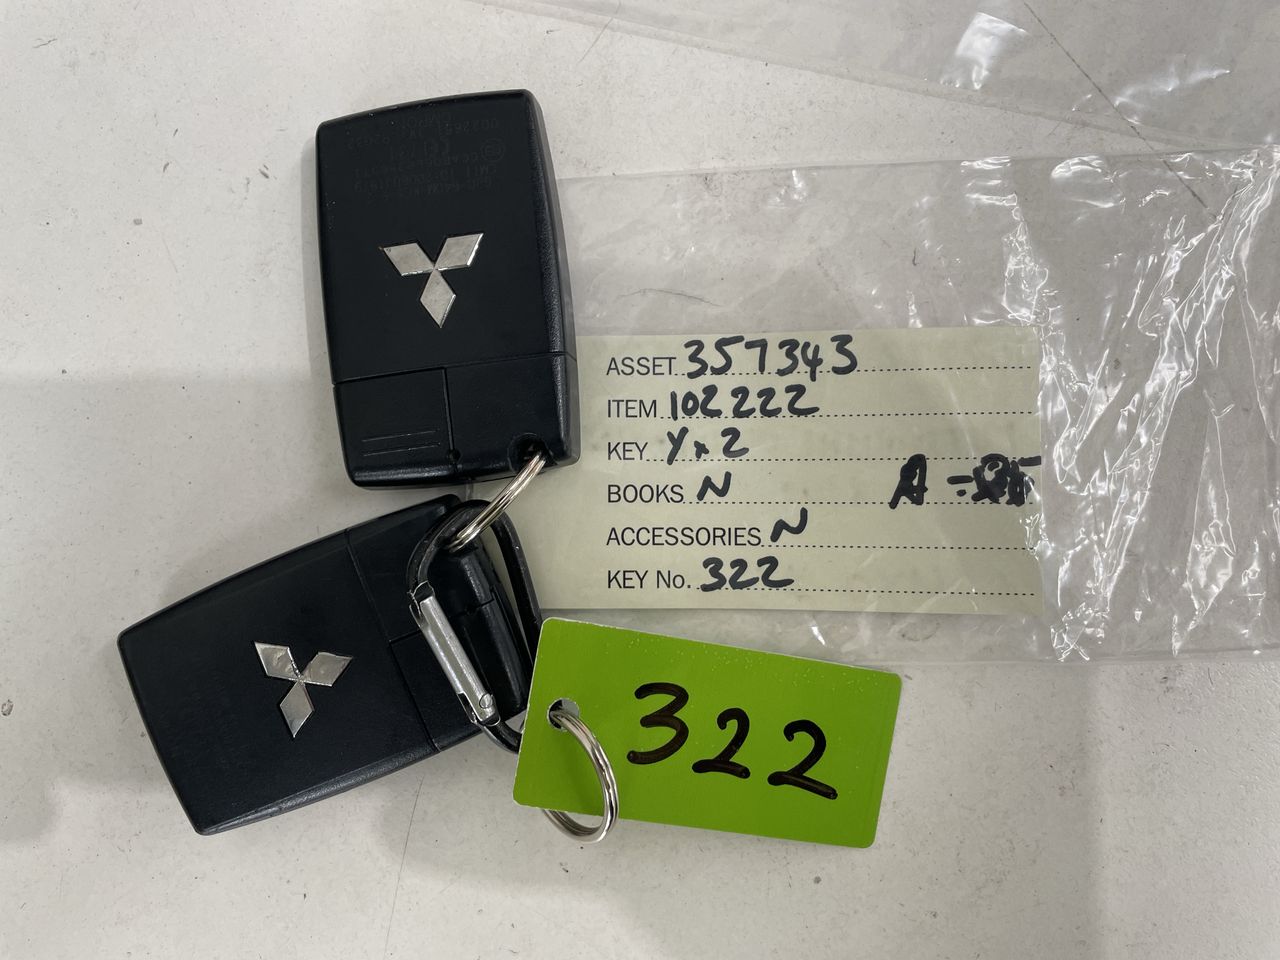 ASSET 357343
ITEM 102222
KEY Y x 2
BOOKS N
ACCESSORIES N
KEY No. 322
322